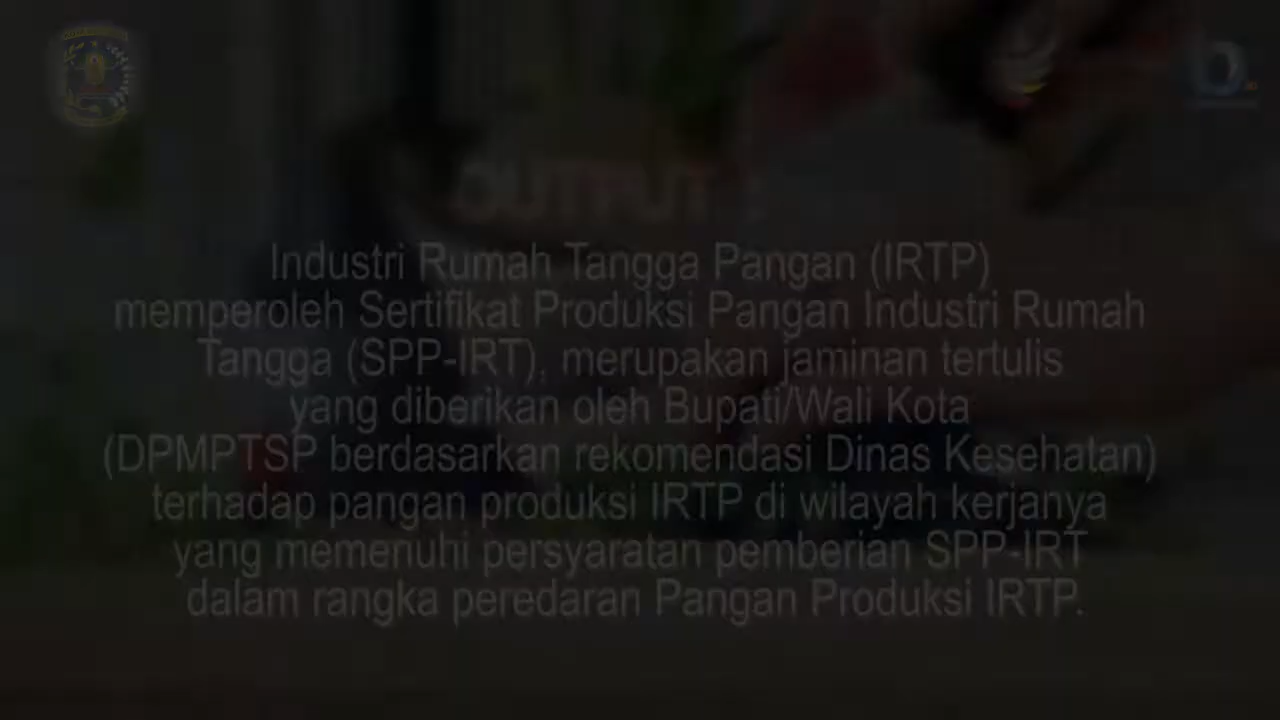 OUTPUT :
Industri Rumah Tangga Pangan (IRTP)
memperoleh Sertifikat Produksi Pangan Industri Rumah
Tangga (SPP-IRT), merupakan jaminan tertulis
yang diberikan oleh Bupati/Wali Kota
(DPMPTSP berdasarkan rekomendasi Dinas Kesehatan)
terhadap pangan produksi IRTP di wilayah kerjanya
yang memenuhi persyaratan pemberian SPP-IRT
dalam rangka peredaran Pangan Produksi IRTP.